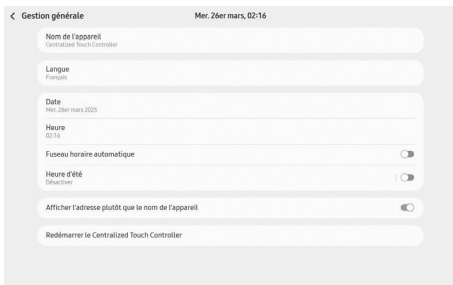 Gestion générale
Mer. 26er mars, 02:16
Nom de l'appareil
Centralized Touch Controller
Langue
Français
Date
Mer. 26er mars 2025
Heure
02:16
Fuseau horaire automatique
Heure d'été
Désactiver
Afficher l'adresse plutôt que le nom de l'appareil
Redémarrer le Centralized Touch Controller